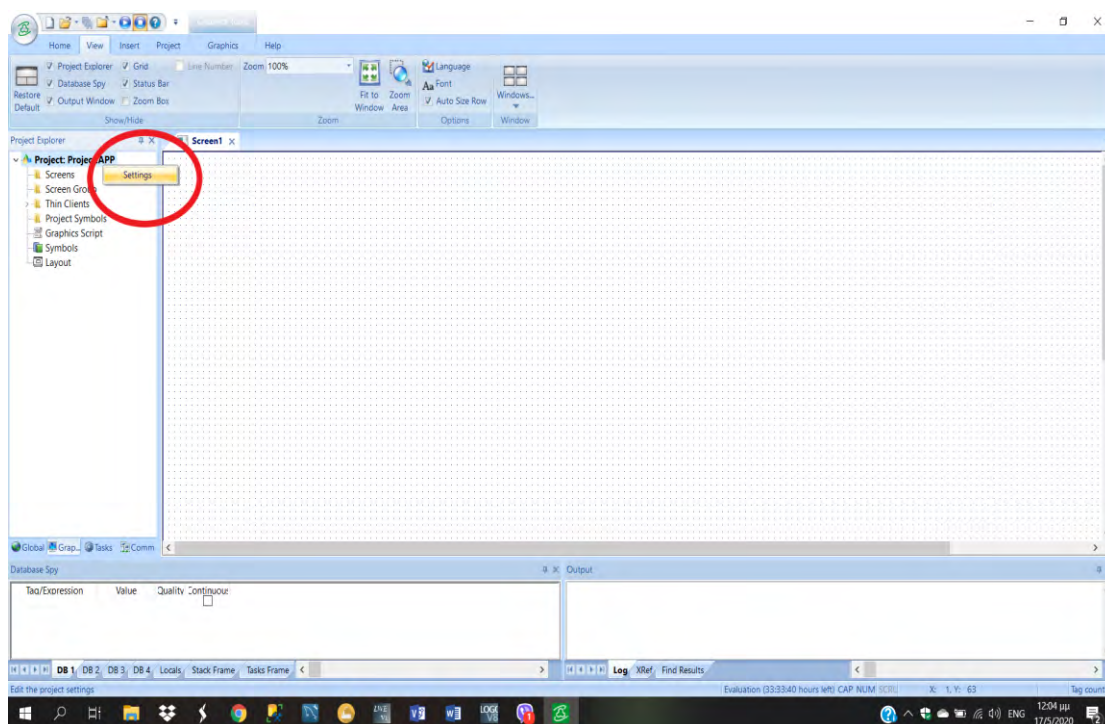 Home View Insert Project Graphics Help
Project Explorer Grid Line Number Zoom 100% Language
Database Spy Status Bar Font
Restore Default Output Window Zoom Box Fit to Window Zoom Area Auto Size Row Windows...
Show/Hide Zoom Options Window
Project Explorer X Screen1 x
Project: Project
APP
Screens Settings
Screen Group
Thin Clients
Project Symbols
Graphics Script
Symbols
Layout
Global Grap... Tasks Comm
Database Spy X Output
Tag/Expression Value Quality Continuous
DB 1 DB 2 DB 3 DB 4 Locals Stack Frame Tasks Frame Log XRef Find Results
Edit the project settings Evaluation (33:33:40 hours left) CAP NUM SCRL X: 1, Y: 63 Tag count
ENG 12:04 μμ
17/5/2020